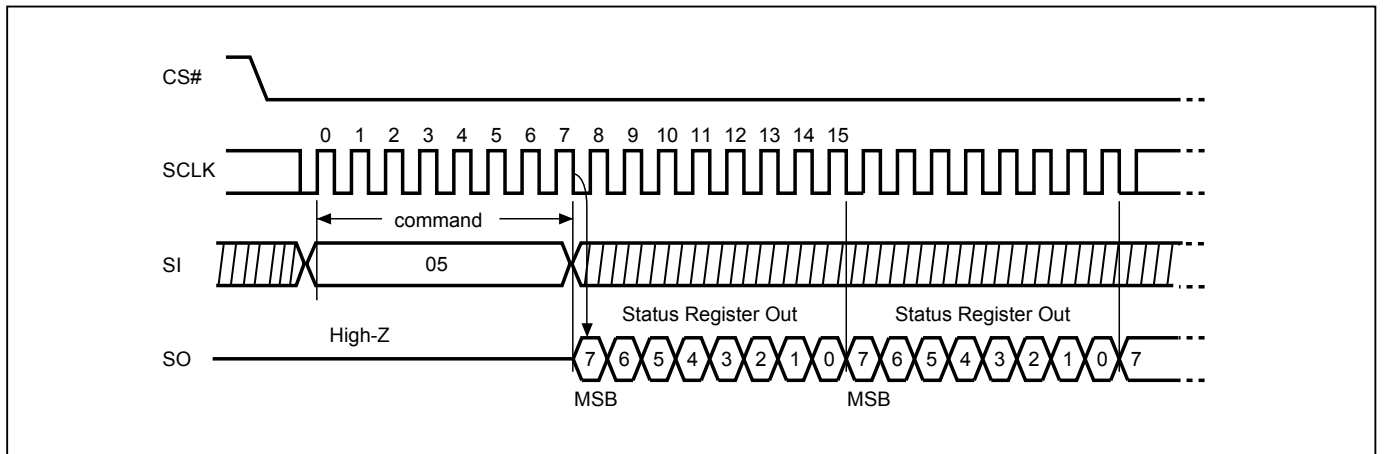 CS#
0 1 2 3 4 5 6 7 8 9 10 11 12 13 14 15
SCLK
command
SI
05
Status Register Out Status Register Out
High-Z
SO
7 6 5 4 3 2 1 0 7 6 5 4 3 2 1 0 7
MSB MSB